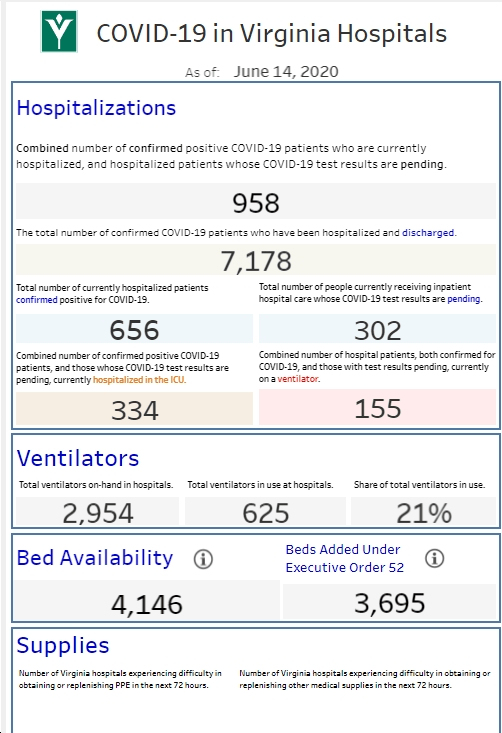 COVID-19 in Virginia Hospitals
As of: June 14, 2020
Hospitalizations
Combined number of confirmed positive COVID-19 patients who are currently
hospitalized, and hospitalized patients whose COVID-19 test results are pending.
958
The total number of confirmed COVID-19 patients who have been hospitalized and discharged.
7,178
Total number of currently hospitalized patients
confirmed positive for COVID-19.
656
Total number of people currently receiving inpatient
hospital care whose COVID-19 test results are pending.
302
Combined number of confirmed positive COVID-19
patients, and those whose COVID-19 test results are
pending, currently hospitalized in the ICU.
334
Combined number of hospital patients, both confirmed for
COVID-19, and those with test results pending, currently
on a ventilator.
155
Ventilators
Total ventilators on-hand in hospitals.
2,954
Total ventilators in use at hospitals.
625
Share of total ventilators in use.
21%
Bed Availability
4,146
Beds Added Under
Executive Order 52
3,695
Supplies
Number of Virginia hospitals experiencing difficulty in
obtaining or replenishing PPE in the next 72 hours.
Number of Virginia hospitals experiencing difficulty in obtaining or
replenishing other medical supplies in the next 72 hours.